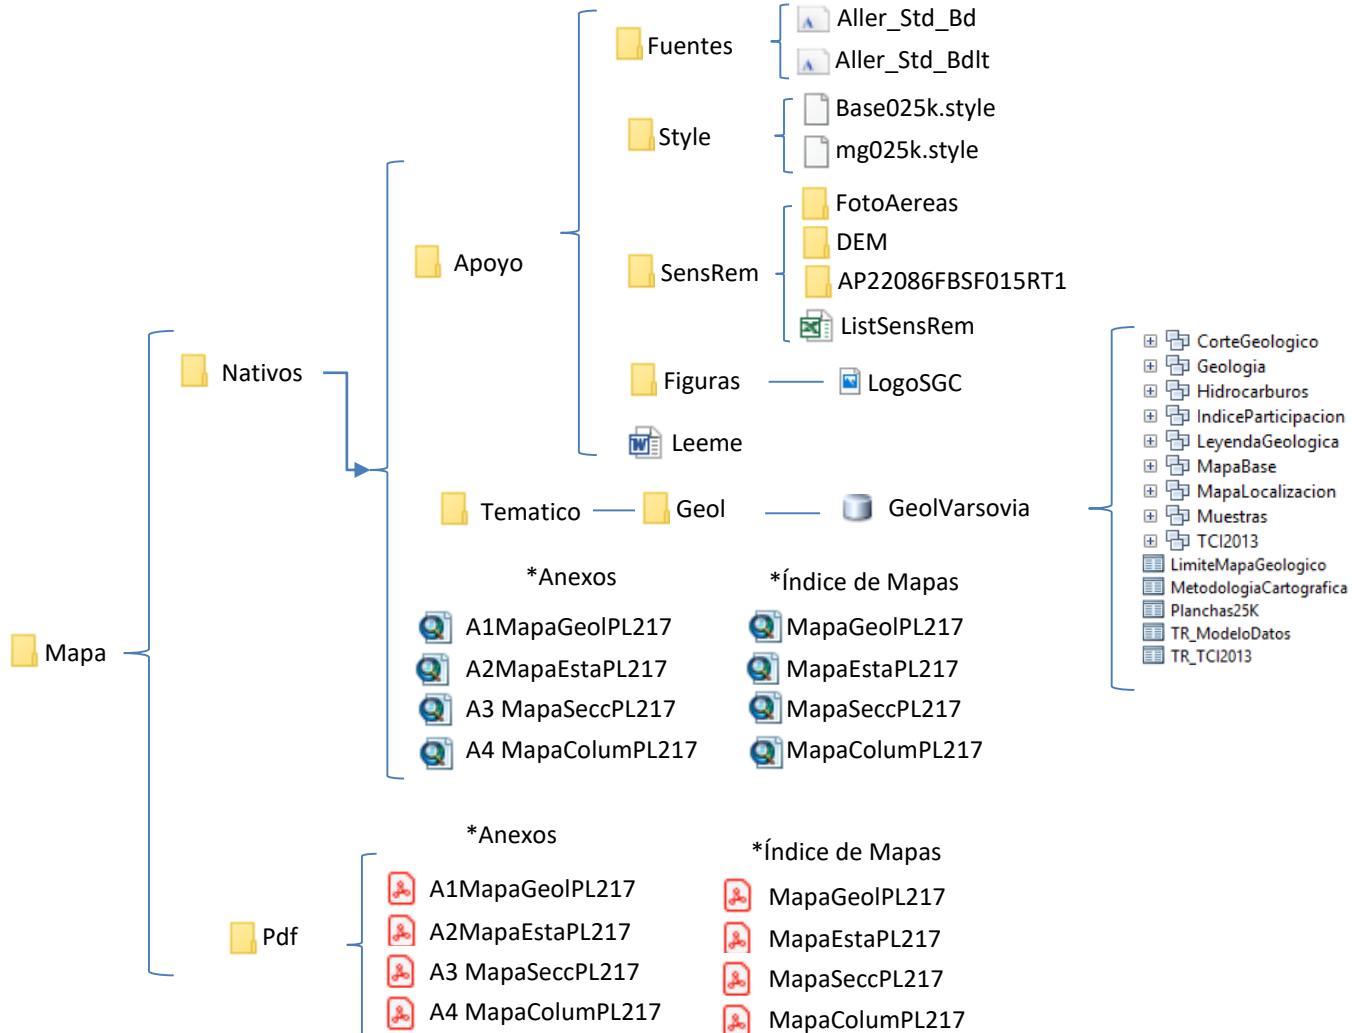 Mapa
Nativos
Apoyo
Fuentes
Aller_Std_Bd
Aller_Std_Bdlt
Style
Base025k.style
mg025k.style
SensRem
FotoAereas
DEM
AP22086FBSF015RT1
ListSensRem
Figuras
LogoSGC
Leeme
Tematico
Geol
GeolVarsovia
CorteGeologico
Geologia
Hidrocarburos
IndiceParticipacion
LeyendaGeologica
MapaBase
MapaLocalizacion
Muestras
TCI2013
LimiteMapaGeologico
MetodologiaCartografica
Planchas25K
TR_ModeloDatos
TR_TCI2013
*Anexos
A1MapaGeolPL217
A2MapaEstaPL217
A3 MapaSeccPL217
A4 MapaColumPL217
*Índice de Mapas
MapaGeolPL217
MapaEstaPL217
MapaSeccPL217
MapaColumPL217
Pdf
*Anexos
A1MapaGeolPL217
A2MapaEstaPL217
A3 MapaSeccPL217
A4 MapaColumPL217
*Índice de Mapas
MapaGeolPL217
MapaEstaPL217
MapaSeccPL217
MapaColumPL217